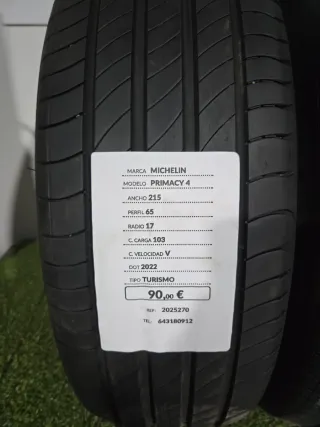 MARCA MICHELIN
MODELO PRIMACY 4
ANCHO 215
PERFIL 65
RADIO 17
C. CARGA 103
C. VELOCIDAD V
DOT 2022
TIPO TURISMO
90,00 €
REF: 2025270
TEL. 643180912